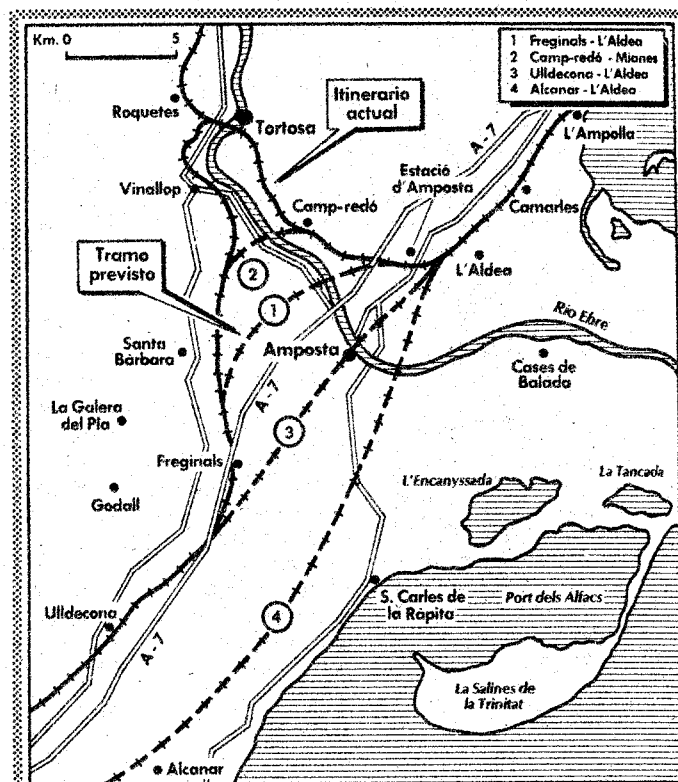 Km. 0 5
1 Freginals - L'Aldea
2 Camp-redó - Mianes
3 Ulldecona - L'Aldea
4 Alcanar - L'Aldea
Roquetes
Tortosa
Itinerario
actual
A - 7
L'Ampolla
Vinallop
Estació
d'Amposta
Camp-redó
Camarles
Tramo
previsto
2
L'Aldea
1
Río Ebre
Santa
Bàrbara
Amposta
Cases de
Balada
A - 7
La Galera
del Pla
3
Freginals
Godall
L'Encanyssada
La Tancada
Ulldecona
4
S. Carles de
la Ràpita
Port dels Alfacs
A - 7
La Salines de
la Trinitat
Alcanar